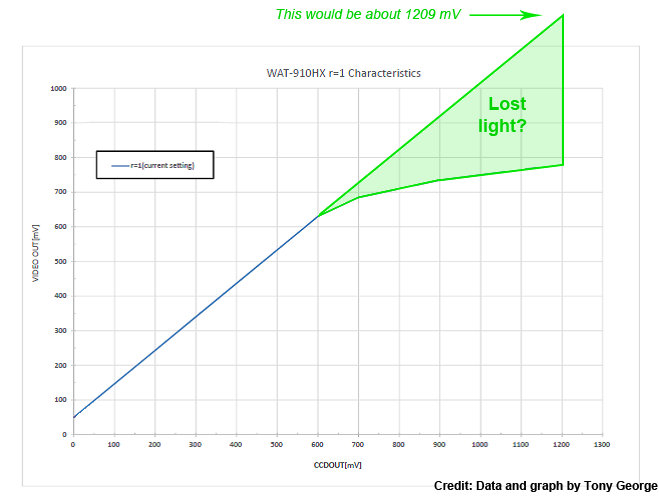 This would be about 1209 mV
WAT-910HX r=1 Characteristics
Lost
light?
r=1(current setting)
VIDEO OUT[mV]
1000
900
800
700
600
500
400
300
200
100
0
0 100 200 300 400 500 600 700 800 900 1000 1100 1200 1300
CCDOUT[mV]
Credit: Data and graph by Tony George